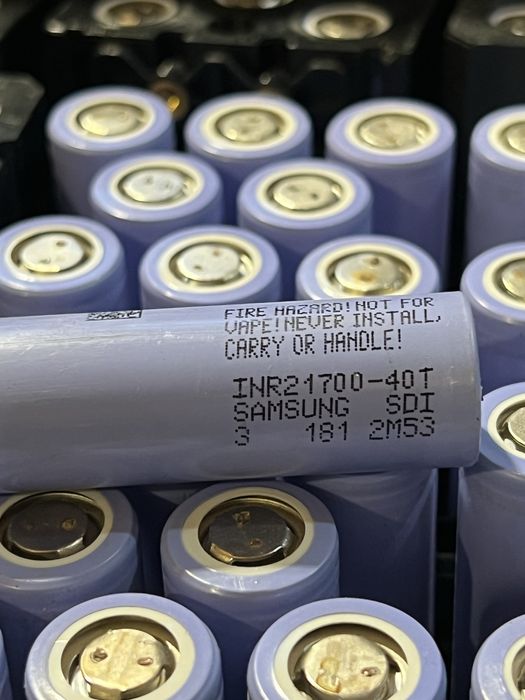 FIRE HAZARD!NOT FOR
VAPE!NEVER INSTALL,
CARRY OR HANDLE!
INR21700-40T
SAMSUNG SDI
3 181 2M53